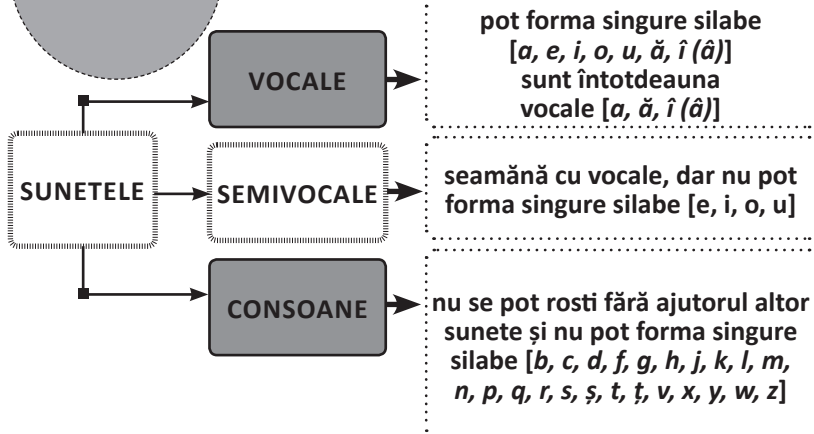 VOCALE
pot forma singure silabe
[a, e, i, o, u, ă, î (â)]
sunt întotdeauna
vocale [a, ă, î (â)]
SUNETELE
SEMIVOCALE
seamănă cu vocale, dar nu pot
forma singure silabe [e, i, o, u]
CONSOANE
nu se pot rosti fără ajutorul altor
sunete și nu pot forma singure
silabe [b, c, d, f, g, h, j, k, l, m,
n, p, q, r, s, ș, t, ț, v, x, y, w, z]